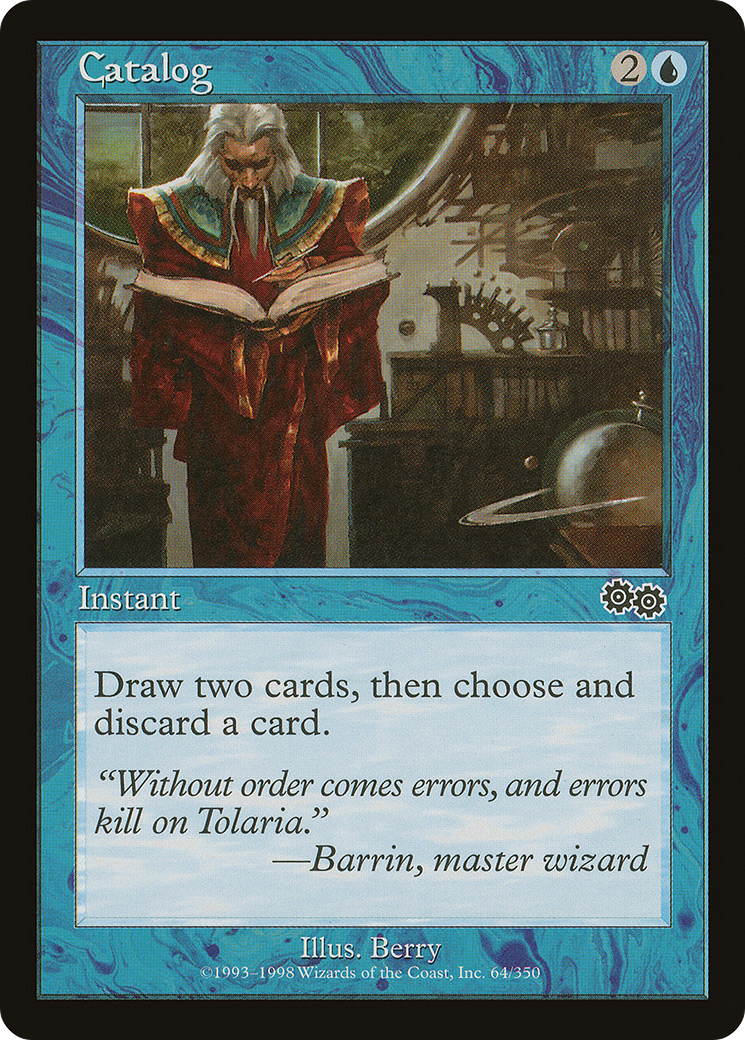 Catalog
2
Instant
Draw two cards, then choose and
discard a card.
“Without order comes errors, and errors
kill on Tolaria.”
—Barrin, master wizard
Illus. Berry
©1993–1998 Wizards of the Coast, Inc. 64/350